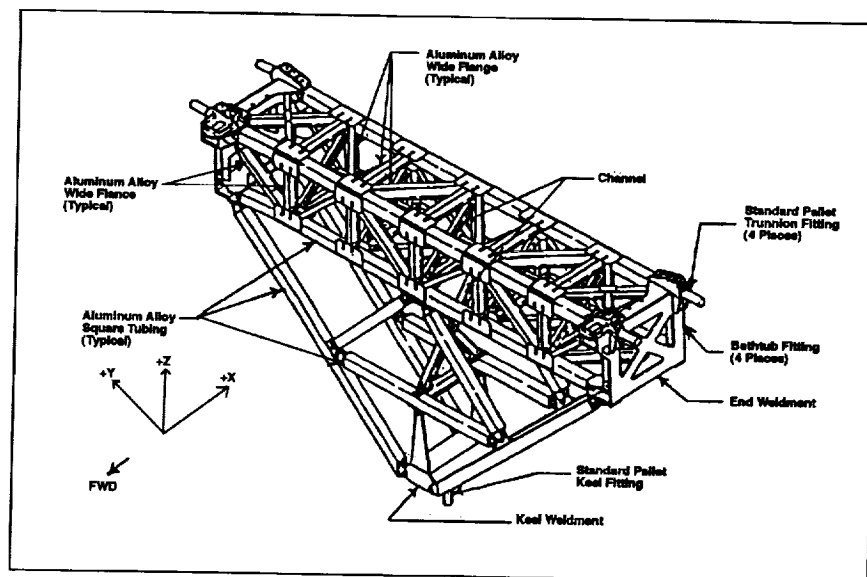 Aluminum Alloy
Wide Flange
(Typical)
Aluminum Alloy
Wide Flance
(Typical)
Channel
Standard Pallet
Trunnion Fitting
(4 Places)
Aluminum Alloy
Square Tubing
(Typical)
Bathtub Fitting
(4 Places)
+Y
+Z
+X
End Weldment
FWD
Standard Pallet
Keel Fitting
Keel Weldment